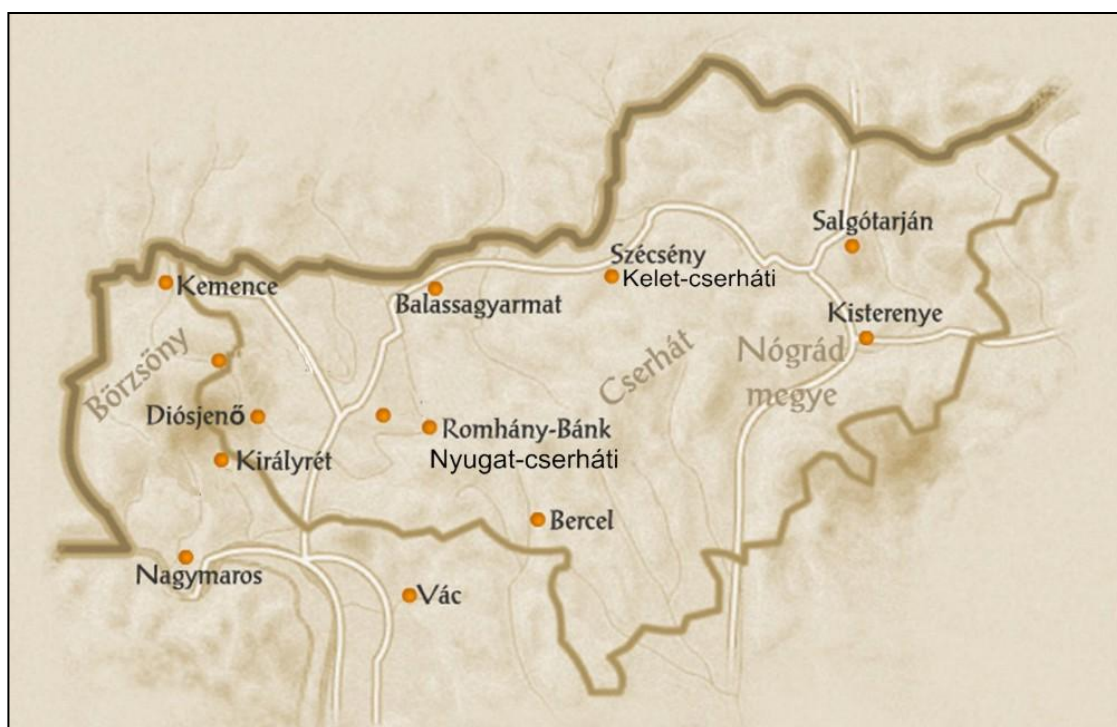 Salgótarján
Szécsény
Kelet-cserháti
Kemence
Balassagyarmat
Kisterenye
Börzsöny
Cserhát
Nógrád
megye
Diósjenő
Romhány-Bánk
Nyugat-cserháti
Királyrét
Bercel
Nagymaros
Vác